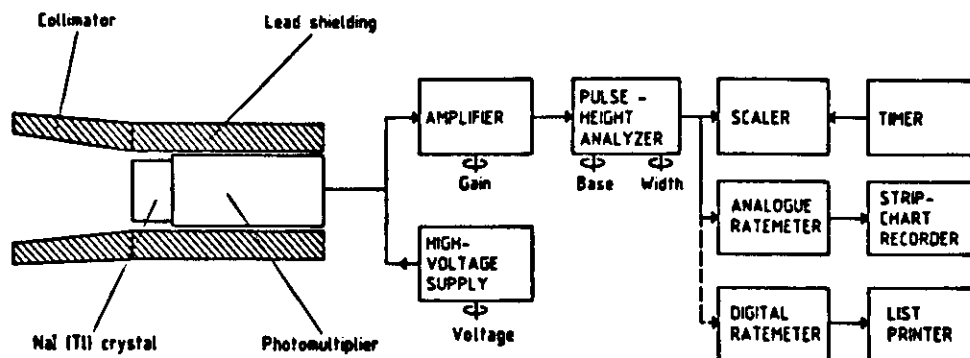 Collimator
Lead shielding
AMPLIFIER
PULSE -
HEIGHT
ANALYZER
SCALER
TIMER
Gain
Base
Width
ANALOGUE
RATEMETER
STRIP-
CHART
RECORDER
HIGH-
VOLTAGE
SUPPLY
Voltage
DIGITAL
RATEMETER
LIST
PRINTER
NaI (Tl) crystal
Photomultiplier